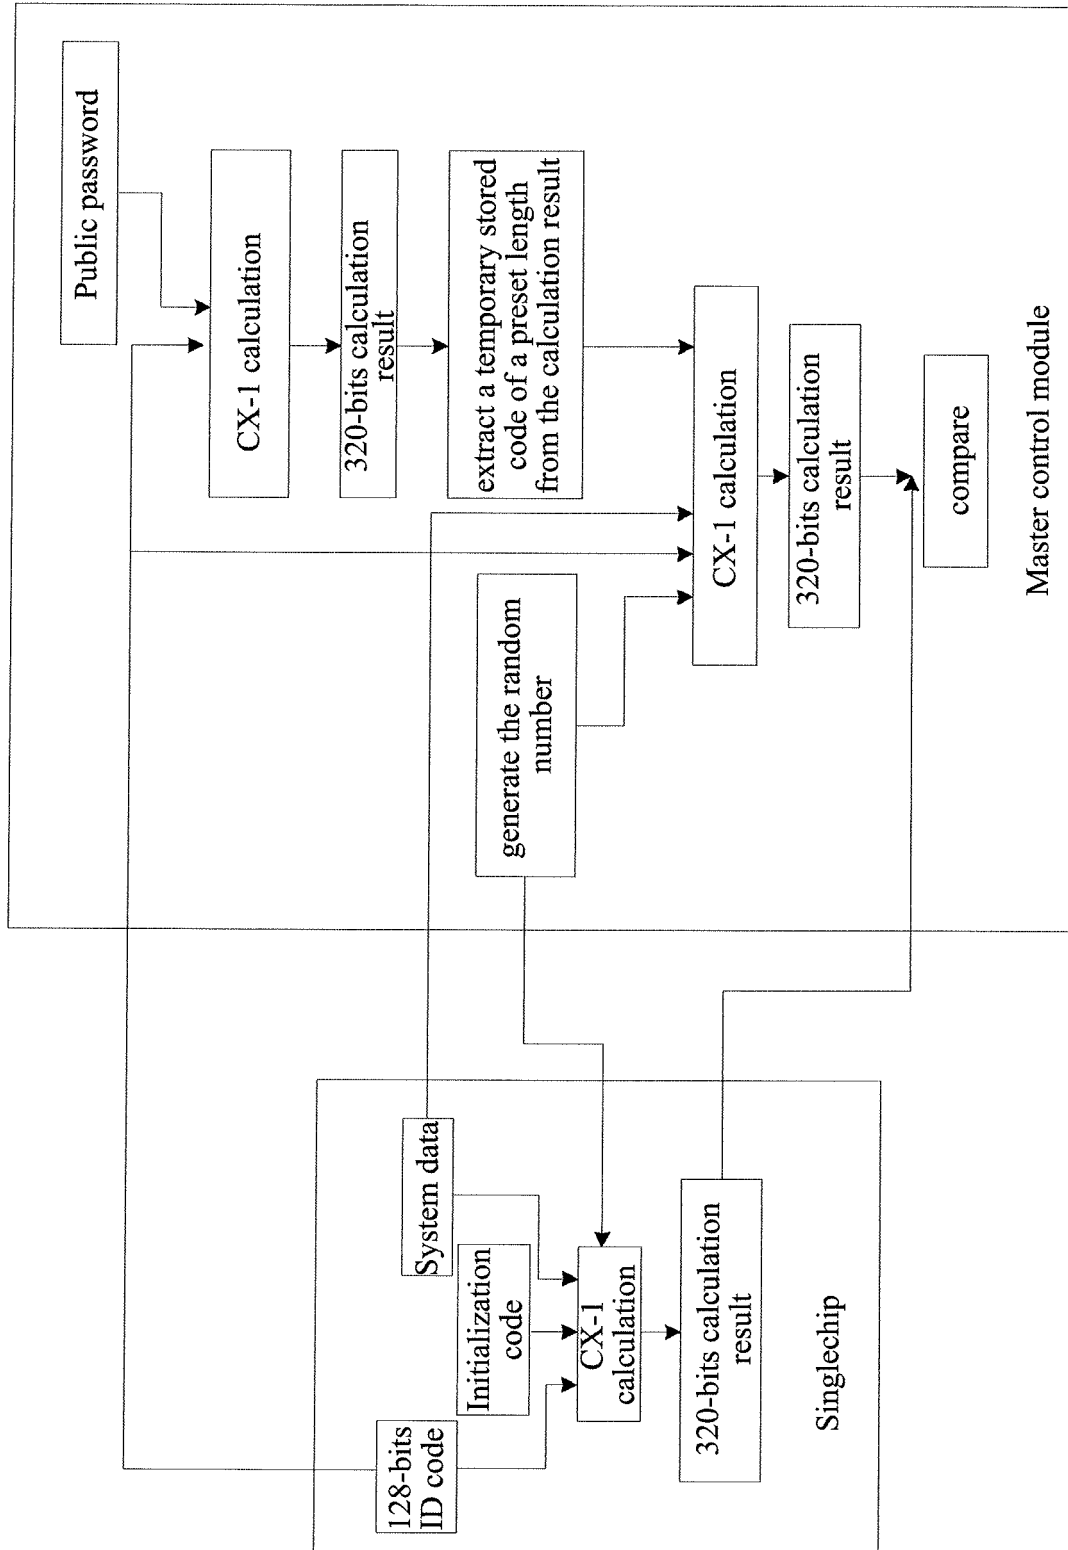 Public password
CX-1 calculation
320-bits calculation
result
extract a temporary stored
code of a preset length
from the calculation result
generate the random
number
CX-1 calculation
320-bits calculation
result
compare
Master control module
128-bits
ID code
System data
Initialization
code
CX-1
calculation
320-bits calculation
result
Singlechip